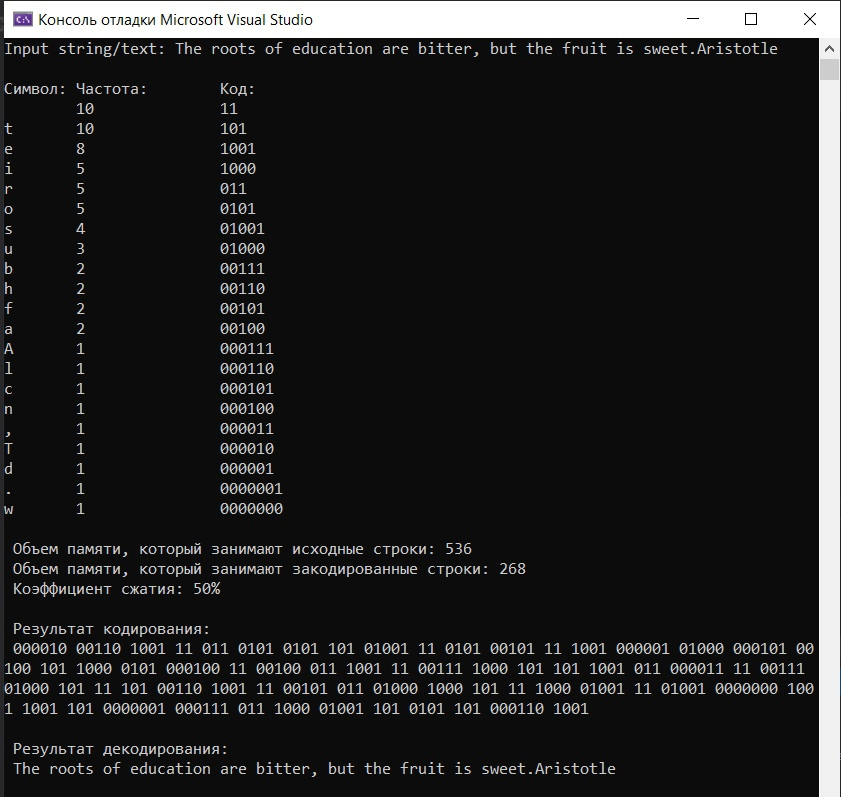 Консоль отладки Microsoft Visual Studio
Input string/text: The roots of education are bitter, but the fruit is sweet.Aristotle
Символ: Частота: Код:
10 11
t 10 101
e 8 1001
i 5 1000
r 5 011
o 5 0101
s 4 01001
u 3 01000
b 2 00111
h 2 00110
f 2 00101
a 2 00100
A 1 000111
l 1 000110
c 1 000101
n 1 000100
, 1 000011
T 1 000010
d 1 000001
. 1 0000001
w 1 0000000
Объем памяти, который занимают исходные строки: 536
Объем памяти, который занимают закодированные строки: 268
Коэффициент сжатия: 50%
Результат кодирования:
000010 00110 1001 11 011 0101 0101 101 01001 11 0101 00101 11 1001 000001 01000 000101 00
100 101 1000 0101 000100 11 00100 011 1001 11 00111 1000 101 101 1001 011 000011 11 00111
01000 101 11 101 00110 1001 11 00101 011 01000 1000 101 11 1000 01001 11 01001 0000000 100
1 1001 101 0000001 000111 011 1000 01001 101 0101 101 000110 1001
Результат декодирования:
The roots of education are bitter, but the fruit is sweet.Aristotle